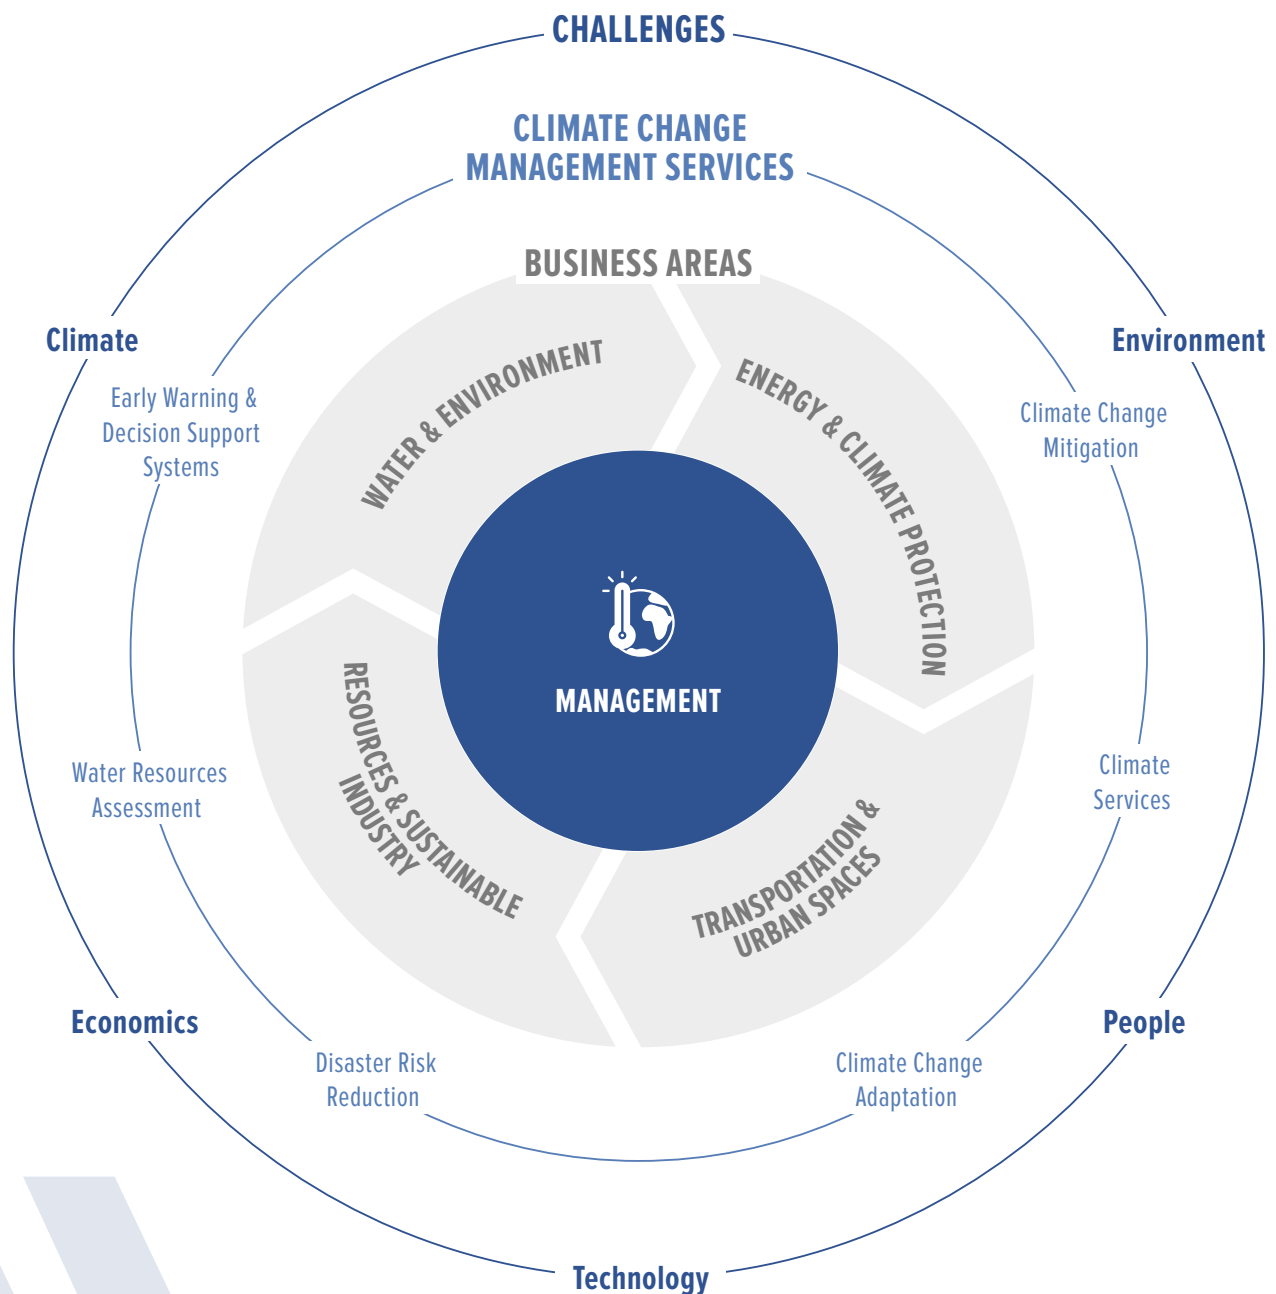 CHALLENGES
CLIMATE CHANGE
MANAGEMENT SERVICES
BUSINESS AREAS
Climate
Environment
Early Warning &
Decision Support
Systems
Climate Change
Mitigation
WATER & ENVIRONMENT
ENERGY & CLIMATE PROTECTION
MANAGEMENT
RESOURCES & SUSTAINABLE
INDUSTRY
TRANSPORTATION &
URBAN SPACES
Water Resources
Assessment
Climate
Services
Economics
People
Disaster Risk
Reduction
Climate Change
Adaptation
Technology